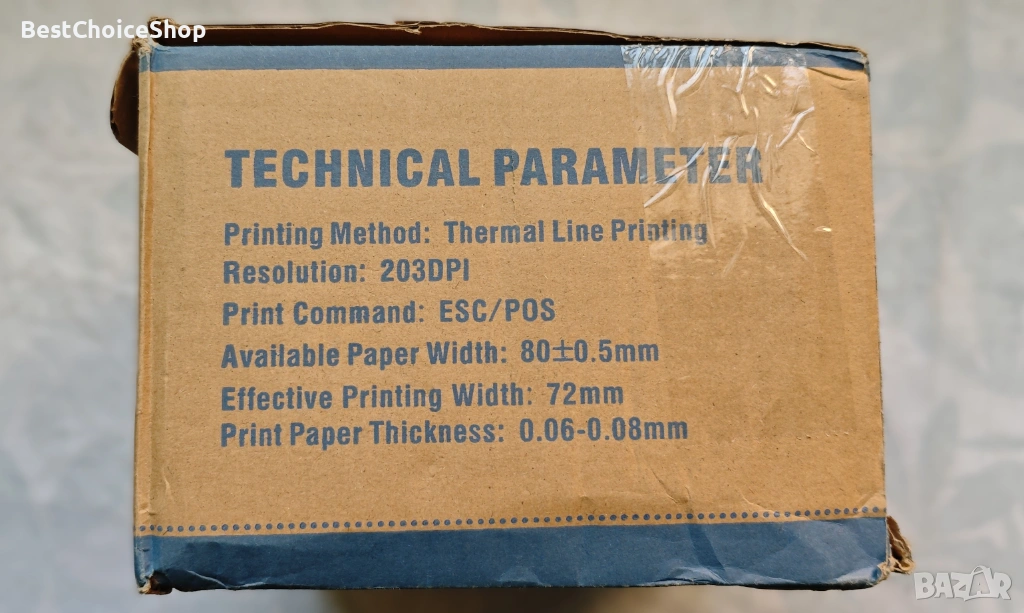 BestChoiceShop
TECHNICAL PARAMETER
Printing Method: Thermal Line Printing
Resolution: 203DPI
Print Command: ESC/POS
Available Paper Width: 80±0.5mm
Effective Printing Width: 72mm
Print Paper Thickness: 0.06-0.08mm
BAZAR